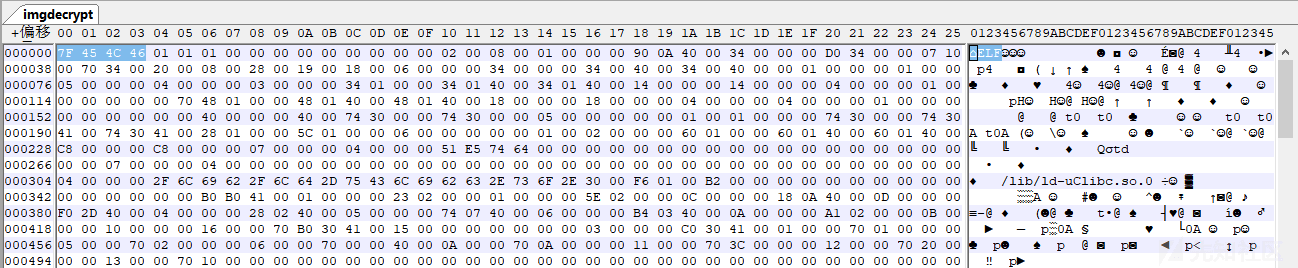 imgdecrypt
+偏移 00 01 02 03 04 05 06 07 08 09 0A 0B 0C 0D 0E 0F 10 11 12 13 14 15 16 17 18 19 1A 1B 1C 1D 1E 1F 20 21 22 23 24 25 0123456789ABCDEF0123456789ABCDEF012345
000000 7F 45 4C 46 01 01 01 00 00 00 00 00 00 00 00 00 02 00 08 00 01 00 00 00 90 0A 40 00 34 00 00 00 D0 34 00 00 07 10 ELF É @ 4 4
000038 00 70 34 00 20 00 08 00 28 00 19 00 18 00 06 00 00 00 34 00 00 00 34 00 40 00 34 00 40 00 00 01 00 00 00 01 00 00 p4 ( 4 4 @ 4 @
000076 05 00 00 00 04 00 00 00 03 00 00 00 34 01 00 00 34 01 40 00 34 01 40 00 14 00 00 00 14 00 00 00 04 00 00 00 01 00 4 4 @ 4 @ ¶ ¶
000114 00 00 00 00 00 70 48 01 00 00 48 01 40 00 48 01 40 00 18 00 00 00 18 00 00 00 04 00 00 00 04 00 00 00 01 00 00 00 pH H @ H @
000152 00 00 00 00 00 00 40 00 00 00 40 00 74 30 00 00 74 30 00 00 05 00 00 00 00 00 01 00 01 00 00 00 74 30 00 00 74 30 @ @ t0 t0 t0 t0
000190 41 00 74 30 41 00 28 01 00 00 5C 01 00 00 06 00 00 00 00 00 01 00 02 00 00 00 60 01 00 00 60 01 40 00 60 01 40 00 A t0A ( \ ` ` @ ` @
000228 C8 00 00 00 C8 00 00 00 07 00 00 00 04 00 00 00 51 E5 74 64 00 00 00 00 00 00 00 00 00 00 00 00 00 00 00 00 00 00 Qσtd
000266 00 00 07 00 00 00 04 00 00 00 00 00 00 00 00 00 00 00 00 00 00 00 00 00 00 00 00 00 00 00 00 00 00 00 00 00 00 00
000304 04 00 00 00 2F 6C 69 62 2F 6C 64 2D 75 43 6C 69 62 63 2E 73 6F 2E 30 00 F6 01 00 B2 00 00 00 00 00 00 00 00 00 00 /lib/ld-uClibc.so.0 ÷
000342 00 00 00 00 00 B0 B0 41 00 01 00 00 00 23 02 00 00 01 00 00 00 5E 02 00 00 00 0C 00 00 00 18 0A 40 00 0D 00 00 00 A # ^ @
000380 F0 2D 40 00 04 00 00 00 28 02 40 00 05 00 00 00 74 07 40 00 06 00 00 00 B4 03 40 00 0A 00 00 00 A1 02 00 00 0B 00 ≡-@ ( @ t•@ @ í
000418 00 00 10 00 00 00 16 00 00 70 B0 30 41 00 15 00 00 00 00 00 00 00 03 00 00 00 C0 30 41 00 01 00 00 70 01 00 00 00 p 0A § 0A p
000456 05 00 00 70 02 00 00 00 06 00 00 70 00 00 40 00 0A 00 00 70 0A 00 00 00 11 00 00 70 3C 00 00 00 12 00 00 70 20 00 p p @ p p< p
000494 00 00 13 00 00 70 10 00 00 00 00 00 00 00 00 00 00 00 00 00 00 00 00 00 00 00 00 00 00 00 00 00 00 00 00 00 00 00 ‼ p